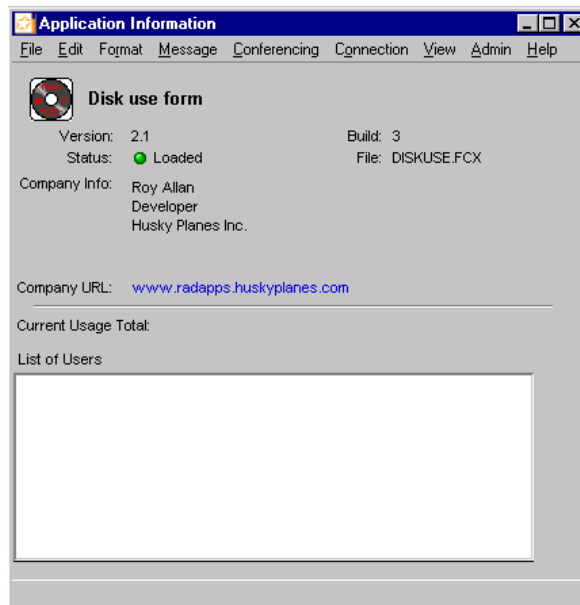 Application Information
File Edit Format Message Conferencing Connection View Admin Help
Disk use form
Version: 2.1 Build: 3
Status: Loaded File: DISKUSE.FCX
Company Info: Roy Allan
Developer
Husky Planes Inc.
Company URL: www.radapps.huskyplanes.com
Current Usage Total:
List of Users